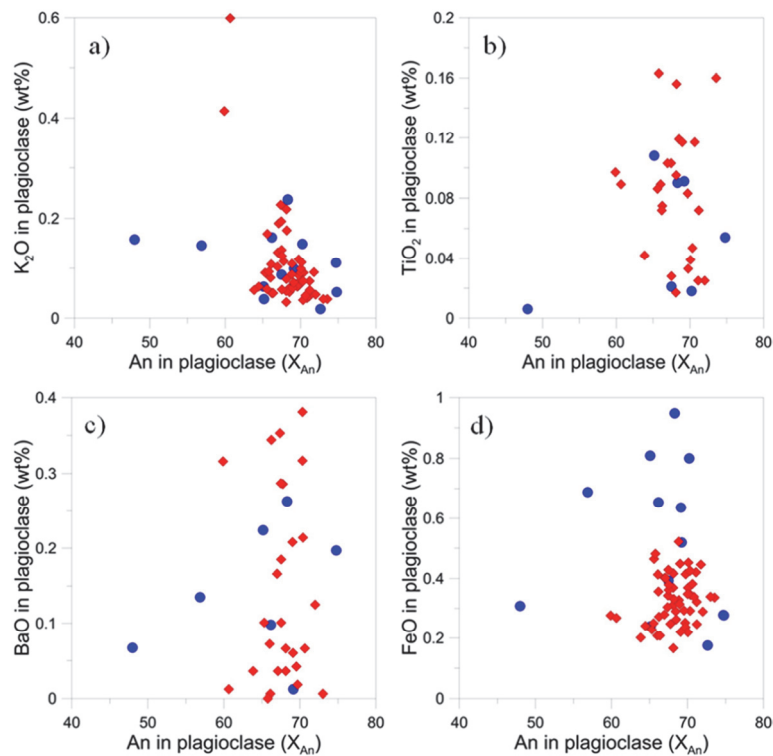 a)
K₂O in plagioclase (wt%)
0.6
0.4
0.2
0
40 50 60 70 80
An in plagioclase (X_An)
b)
TiO₂ in plagioclase (wt%)
0.2
0.16
0.12
0.08
0.04
0
40 50 60 70 80
An in plagioclase (X_An)
c)
BaO in plagioclase (wt%)
0.4
0.3
0.2
0.1
0
40 50 60 70 80
An in plagioclase (X_An)
d)
FeO in plagioclase (wt%)
1
0.8
0.6
0.4
0.2
0
40 50 60 70 80
An in plagioclase (X_An)